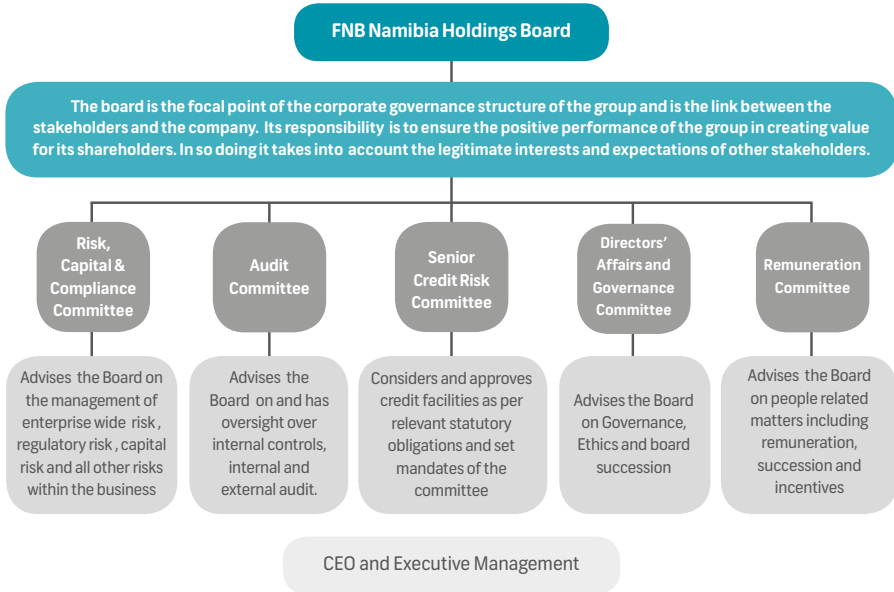 FNB Namibia Holdings Board
The board is the focal point of the corporate governance structure of the group and is the link between the
stakeholders and the company. Its responsibility is to ensure the positive performance of the group in creating value
for its shareholders. In so doing it takes into account the legitimate interests and expectations of other stakeholders.
Risk,
Capital &
Compliance
Committee
Audit
Committee
Senior
Credit Risk
Committee
Directors'
Affairs and
Governance
Committee
Remuneration
Committee
Advises the Board on
the management of
enterprise wide risk ,
regulatory risk , capital
risk and all other risks
within the business
Advises the
Board on and has
oversight over
internal controls,
internal and
external audit.
Considers and approves
credit facilities as per
relevant statutory
obligations and set
mandates of the
committee
Advises the Board
on Governance,
Ethics and board
succession
Advises the Board
on people related
matters including
remuneration,
succession and
incentives
CEO and Executive Management